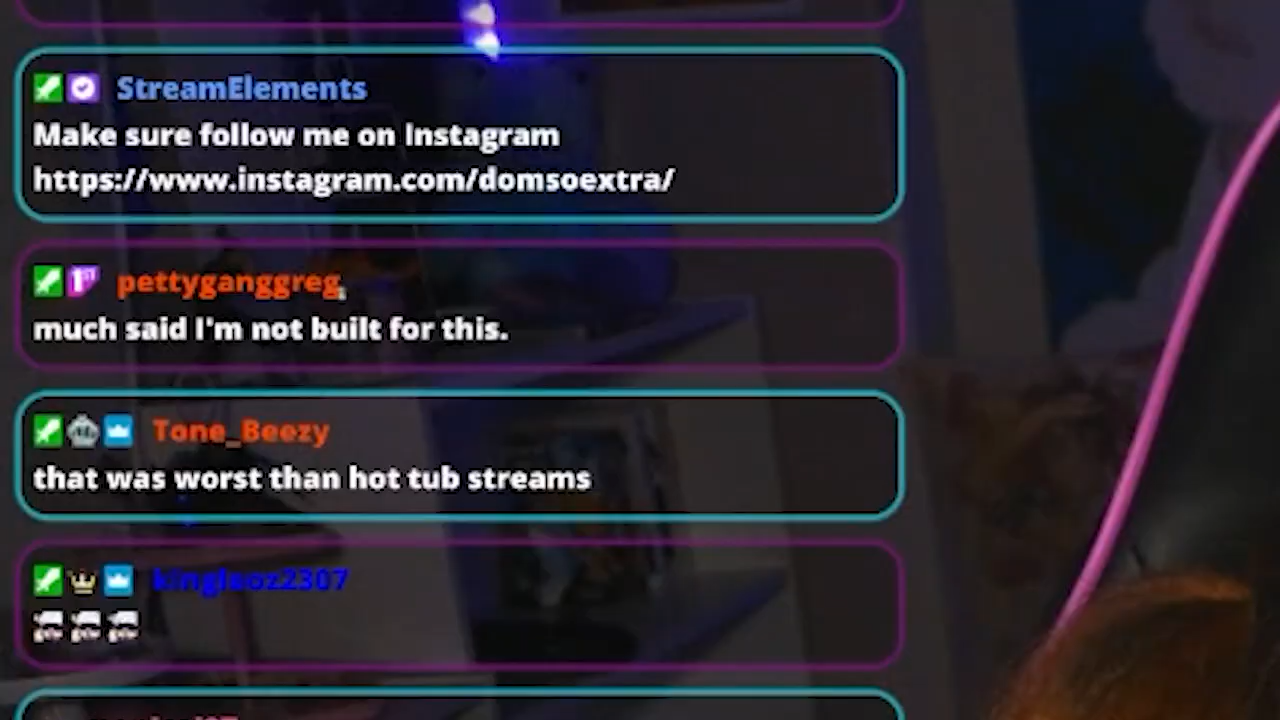 StreamElements
Make sure follow me on Instagram
https://www.instagram.com/domsoextra/
pettyganggreg
much said I'm not built for this.
Tone_Beezy
that was worst than hot tub streams
kingleoz2307